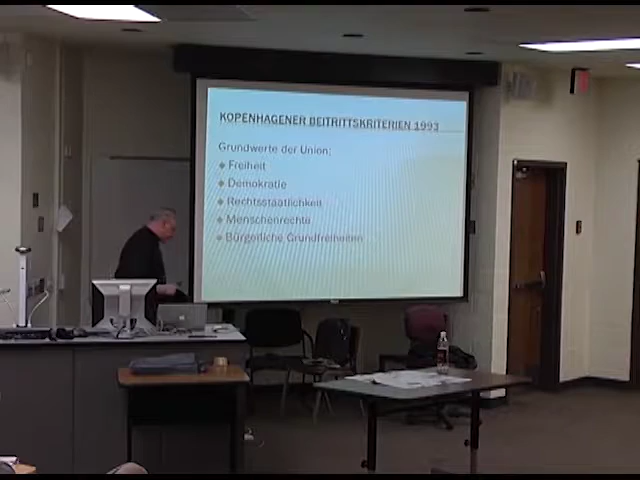 KOPENHAGENER BEITRITTSKRITERIEN 1993
Grundwerte der Union:
Freiheit
Demokratie
Rechtsstaatlichkeit
Menschenrechte
Bürgerliche Grundfreiheiten